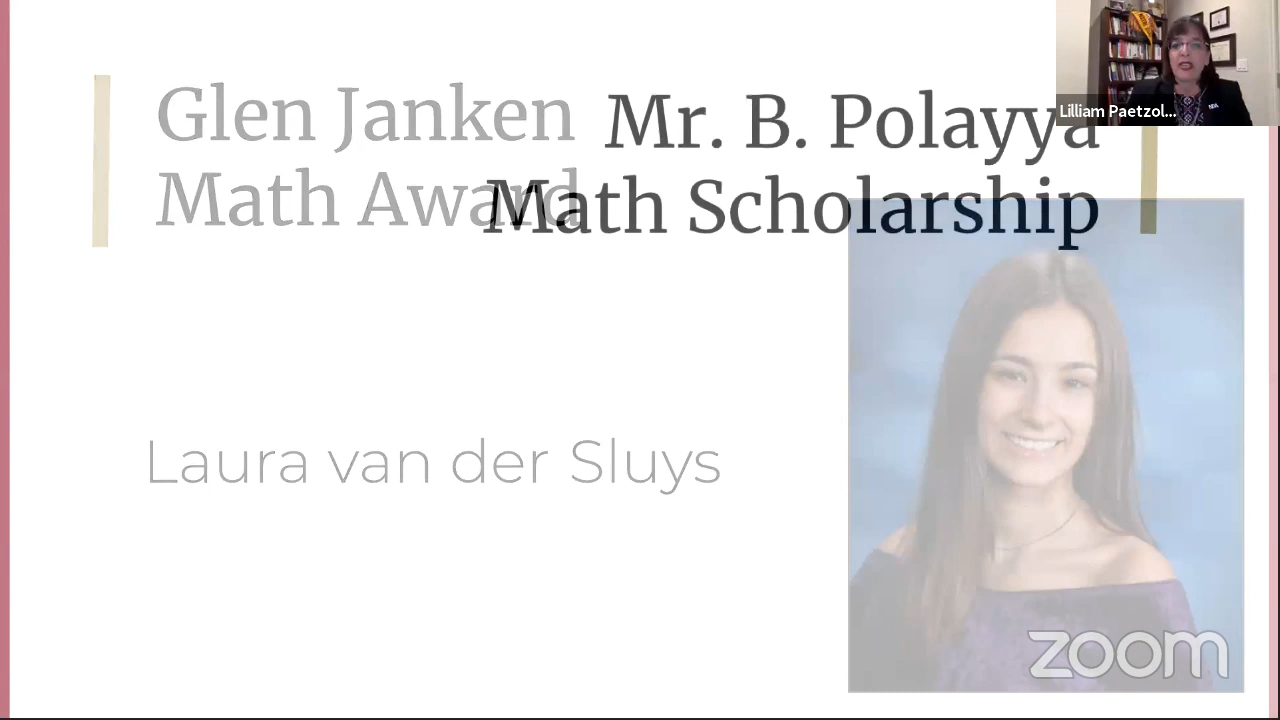 Glen Janken
Math Award
Mr. B. Polayya
Math Scholarship
Laura van der Sluys
Lilliam Paetzol...
zoom